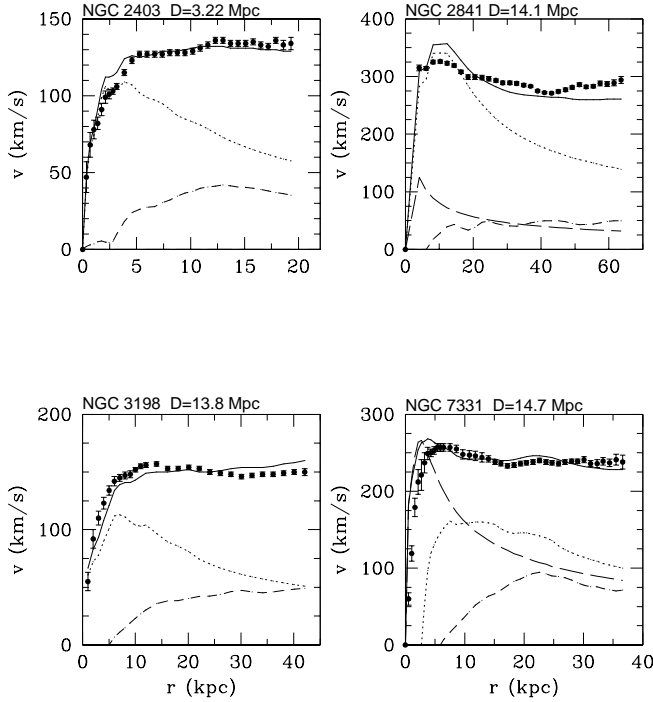 NGC 2403 D=3.22 Mpc
150
100
50
0
v (km/s)
0 5 10 15 20
NGC 2841 D=14.1 Mpc
400
300
200
100
0
v (km/s)
0 20 40 60
NGC 3198 D=13.8 Mpc
200
100
0
v (km/s)
0 10 20 30 40
r (kpc)
NGC 7331 D=14.7 Mpc
300
200
100
0
v (km/s)
0 10 20 30 40
r (kpc)